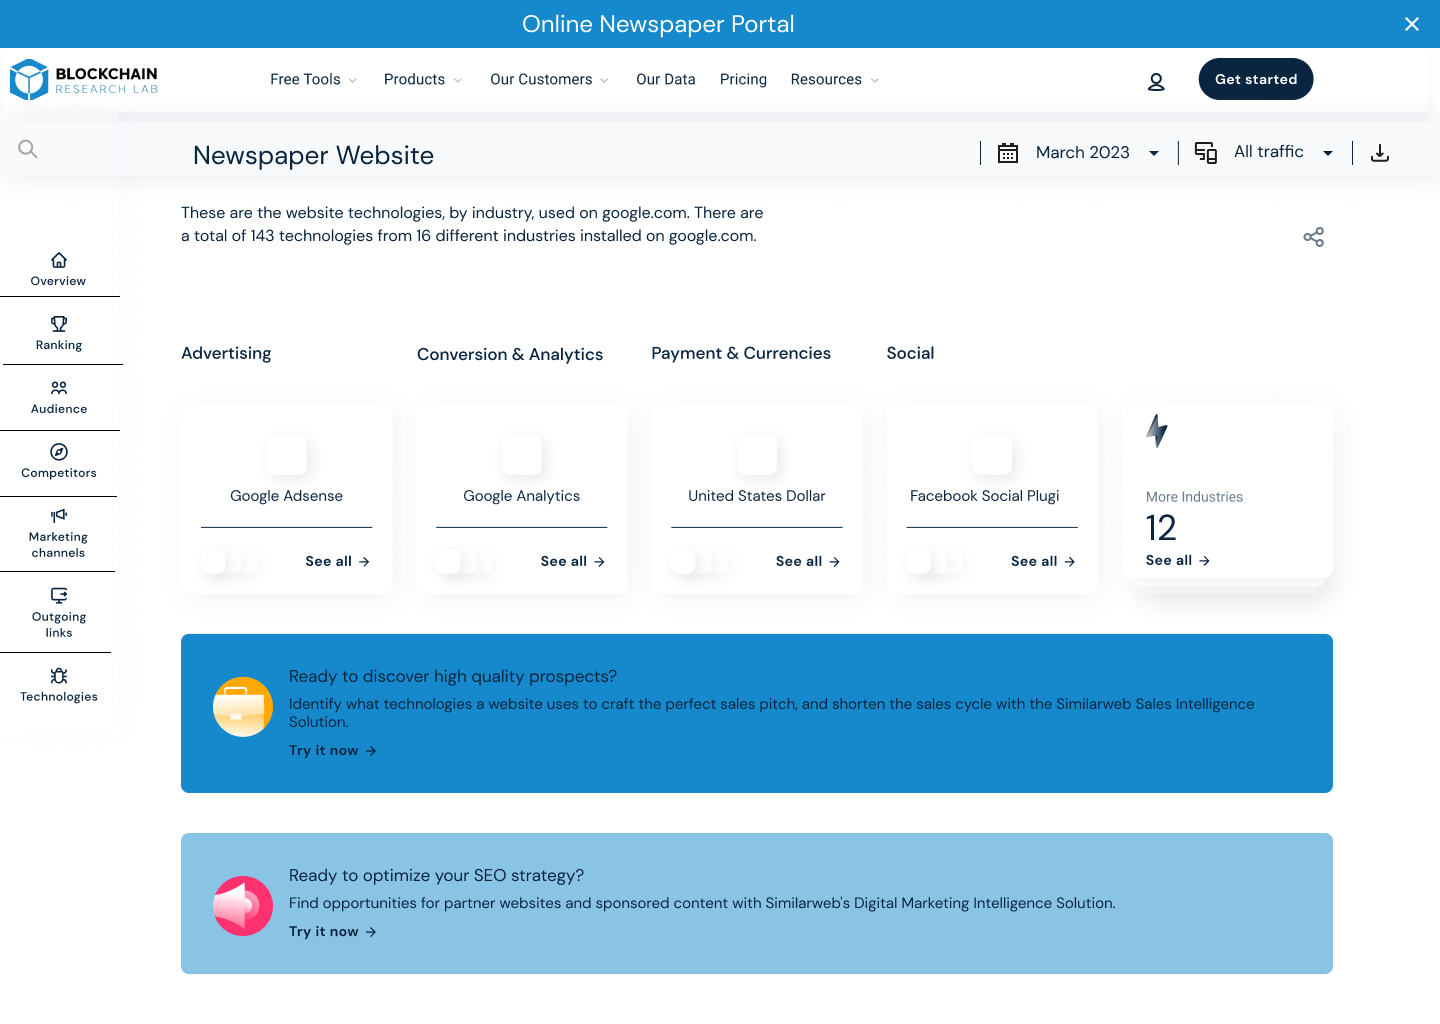 Online Newspaper Portal
BLOCKCHAIN
RESEARCH LAB
Free Tools
Products
Our Customers
Our Data
Pricing
Resources
Get started
Newspaper Website
March 2023
All traffic
These are the website technologies, by industry, used on google.com. There are
a total of 143 technologies from 16 different industries installed on google.com.
Overview
Ranking
Audience
Competitors
Marketing
channels
Outgoing
links
Technologies
Advertising
Conversion & Analytics
Payment & Currencies
Social
Google Adsense
See all →
Google Analytics
See all →
United States Dollar
See all →
Facebook Social Plugi
See all →
More Industries
12
See all →
Ready to discover high quality prospects?
Identify what technologies a website uses to craft the perfect sales pitch, and shorten the sales cycle with the Similarweb Sales Intelligence
Solution.
Try it now →
Ready to optimize your SEO strategy?
Find opportunities for partner websites and sponsored content with Similarweb's Digital Marketing Intelligence Solution.
Try it now →